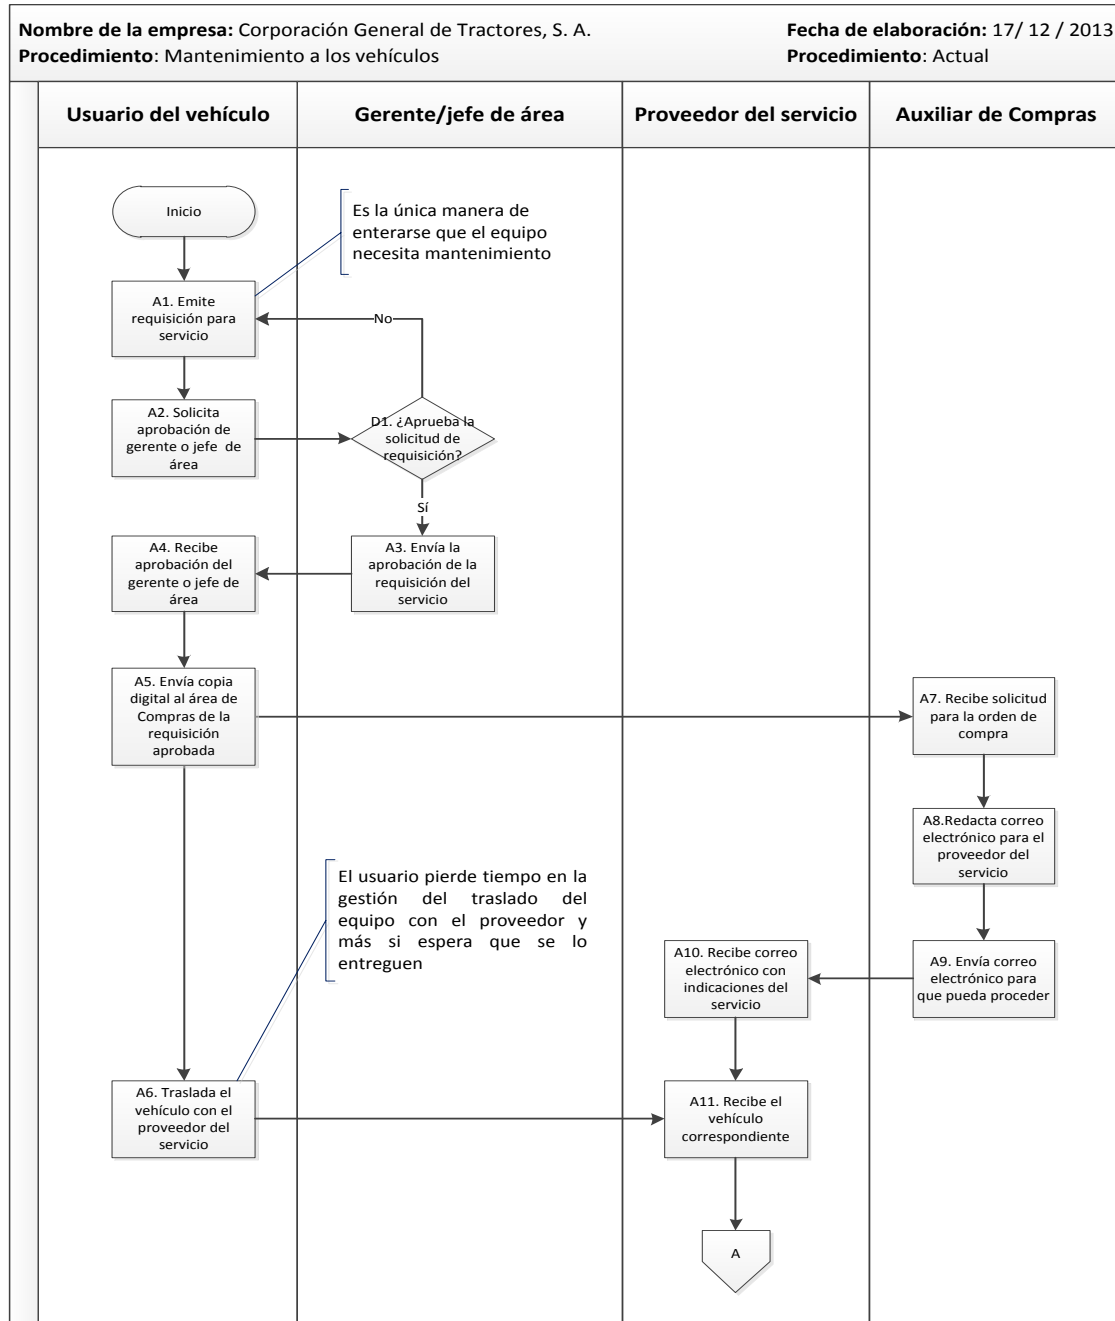 Nombre de la empresa: Corporación General de Tractores, S. A.
Fecha de elaboración: 17/ 12 / 2013
Procedimiento: Mantenimiento a los vehículos
Procedimiento: Actual
Usuario del vehículo
Gerente/jefe de área
Proveedor del servicio
Auxiliar de Compras
Inicio
Es la única manera de
enterarse que el equipo
necesita mantenimiento
A1. Emite
requisición para
servicio
No
A2. Solicita
aprobación de
gerente o jefe de
área
D1. ¿Aprueba la
solicitud de
requisición?
Sí
A3. Envía la
aprobación de la
requisición del
servicio
A4. Recibe
aprobación del
gerente o jefe de
área
A5. Envía copia
digital al área de
Compras de la
requisición
aprobada
A7. Recibe solicitud
para la orden de
compra
A8.Redacta correo
electrónico para el
proveedor del
servicio
El usuario pierde tiempo en la
gestión del traslado del
equipo con el proveedor y
más si espera que se lo
entreguen
A9. Envía correo
electrónico para
que pueda proceder
A10. Recibe correo
electrónico con
indicaciones del
servicio
A6. Traslada el
vehículo con el
proveedor del
servicio
A11. Recibe el
vehículo
correspondiente
A